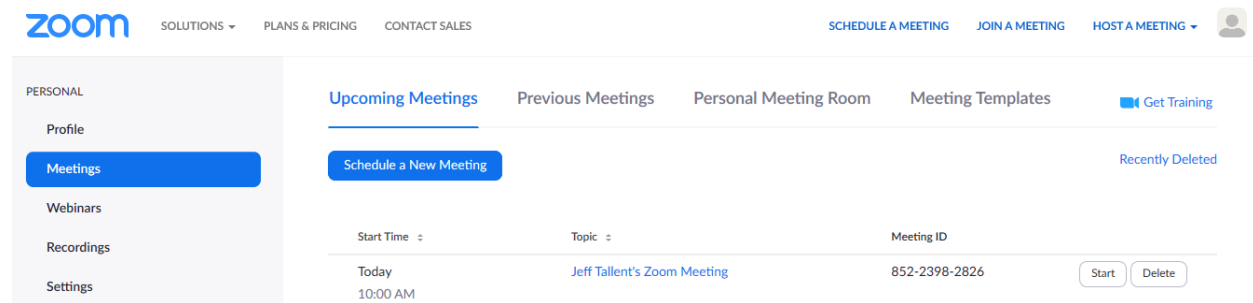 zoom SOLUTIONS PLANS & PRICING CONTACT SALES SCHEDULE A MEETING JOIN A MEETING HOST A MEETING
PERSONAL
Profile
Meetings
Webinars
Recordings
Settings
Upcoming Meetings Previous Meetings Personal Meeting Room Meeting Templates Get Training
Schedule a New Meeting Recently Deleted
Start Time Topic Meeting ID
Today Jeff Tallent's Zoom Meeting 852-2398-2826 Start Delete
10:00 AM